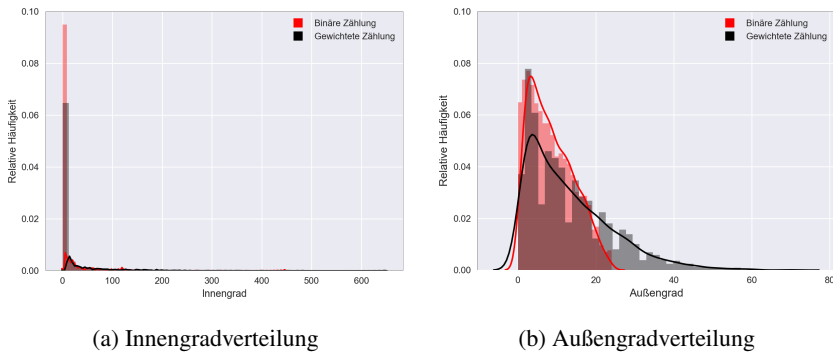 0.10
0.08
0.06
0.04
0.02
0.00
Relative Häufigkeit
Binäre Zählung
Gewichtete Zählung
0 100 200 300 400 500 600
Innengrad
(a) Innengradverteilung
0.10
0.08
0.06
0.04
0.02
0.00
Relative Häufigkeit
Binäre Zählung
Gewichtete Zählung
0 20 40 60 80
Außengrad
(b) Außengradverteilung